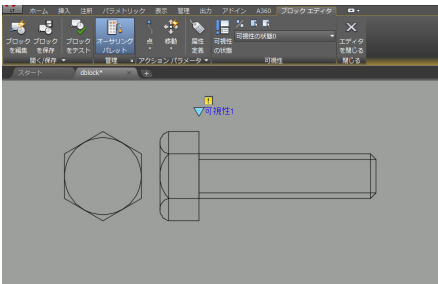 ホーム 挿入 注釈 パラメトリック 表示 管理 出力 アドイン A360 ブロック エディタ
ブロックを編集 ブロックを保存 ブロックをテスト オーサリングパレット 点 移動 属性定義 可視性の状態 可視性の状態0 エディタを閉じる
開く/保存 管理 アクション パラメータ 可視性 閉じる
スタート dblock*
可視性1